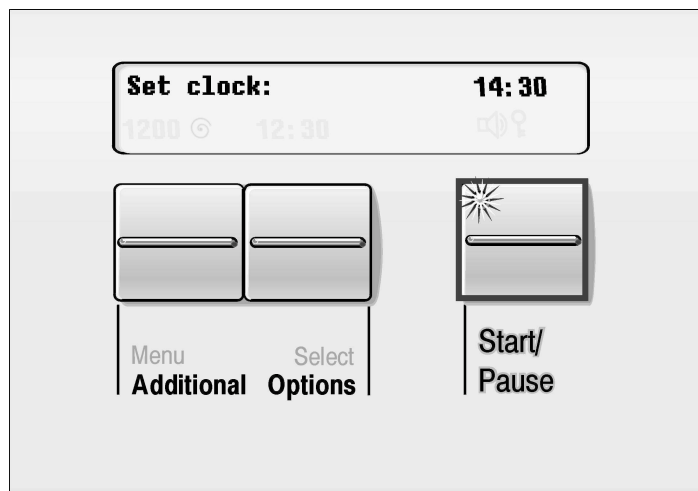 Set clock: 14:30
1200 12:30
Menu Select
Additional Options
Start/
Pause